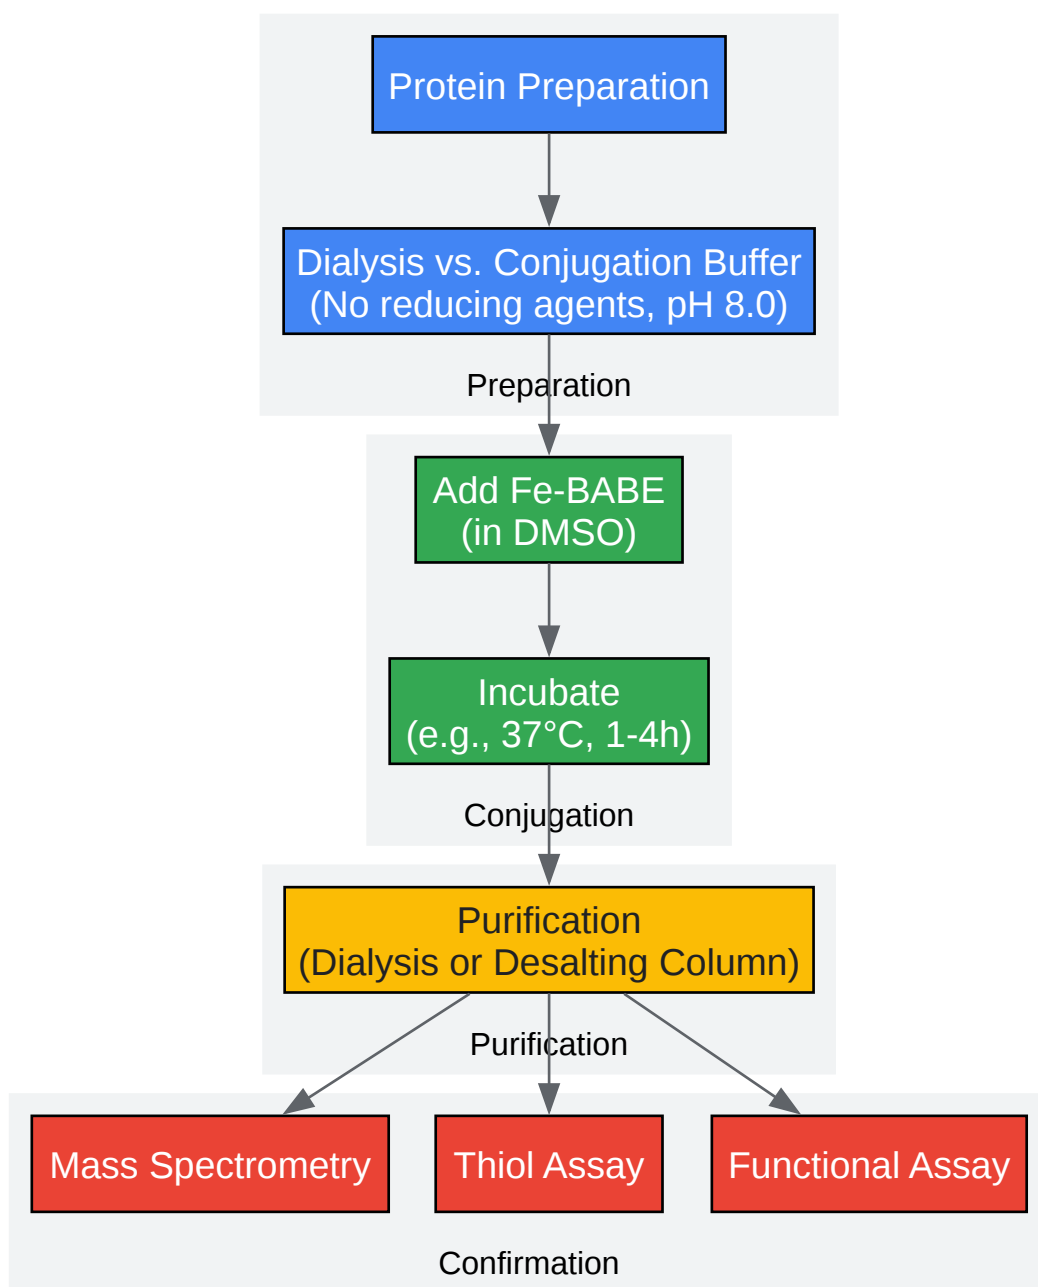 Protein Preparation
Dialysis vs. Conjugation Buffer
(No reducing agents, pH 8.0)
Preparation
Add Fe-BABE
(in DMSO)
Incubate
(e.g., 37°C, 1-4h)
Conjugation
Purification
(Dialysis or Desalting Column)
Purification
Mass Spectrometry
Thiol Assay
Functional Assay
Confirmation